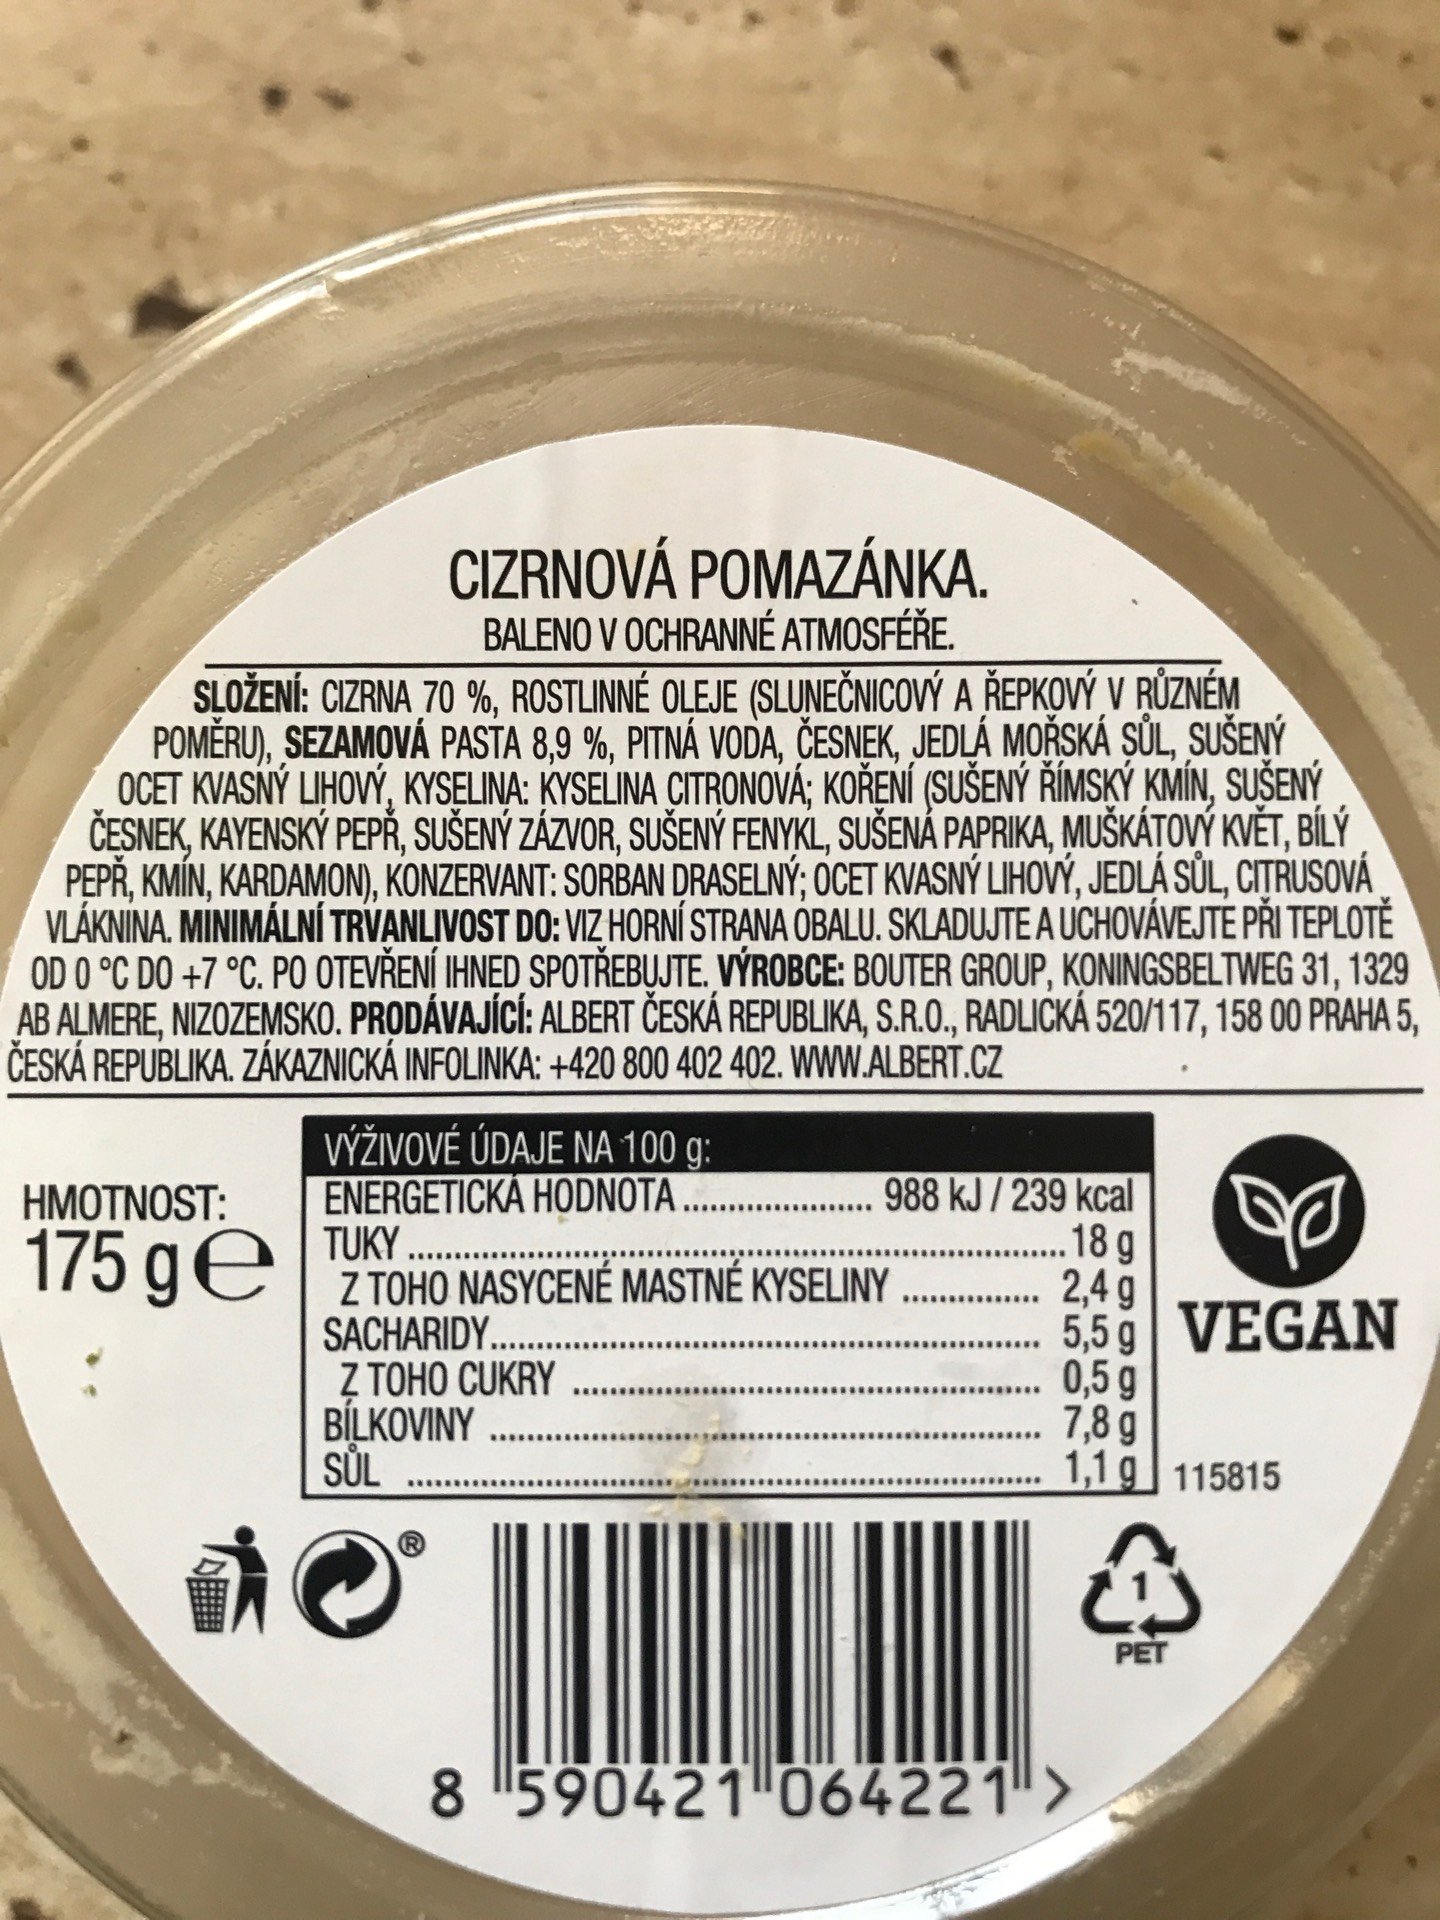 CIZRNOVÁ POMAZÁNKA.
BALENO V OCHRANNÉ ATMOSFÉŘE.
SLOŽENÍ: CIZRNA 70 %, ROSTLINNÉ OLEJE (SLUNEČNICOVÝ A ŘEPKOVÝ V RŮZNÉM
POMĚRU), SEZAMOVÁ PASTA 8,9 %, PITNÁ VODA, ČESNEK, JEDLÁ MOŘSKÁ SŮL, SUŠENÝ
OCET KVASNÝ LIHOVÝ, KYSELINA: KYSELINA CITRONOVÁ; KOŘENÍ (SUŠENÝ ŘÍMSKÝ KMÍN, SUŠENÝ
ČESNEK, KAYENSKÝ PEPŘ, SUŠENÝ ZÁZVOR, SUŠENÝ FENYKL, SUŠENÁ PAPRIKA, MUŠKÁTOVÝ KVĚT, BÍLÝ
PEPŘ, KMÍN, KARDAMON), KONZERVANT: SORBAN DRASELNÝ; OCET KVASNÝ LIHOVÝ, JEDLÁ SŮL, CITRUSOVÁ
VLÁKNINA. MINIMÁLNÍ TRVANLIVOST DO: VIZ HORNÍ STRANA OBALU. SKLADUJTE A UCHOVÁVEJTE PŘI TEPLOTĚ
OD 0 °C DO +7 °C. PO OTEVŘENÍ IHNED SPOTŘEBUJTE. VÝROBCE: BOUTER GROUP, KONINGSBELTWEG 31, 1329
AB ALMERE, NIZOZEMSKO. PRODÁVAJÍCÍ: ALBERT ČESKÁ REPUBLIKA, S.R.O., RADLICKÁ 520/117, 158 00 PRAHA 5,
ČESKÁ REPUBLIKA. ZÁKAZNICKÁ INFOLINKA: +420 800 402 402. WWW.ALBERT.CZ
HMOTNOST:
175 g e
VÝŽIVOVÉ ÚDAJE NA 100 g:
ENERGETICKÁ HODNOTA .................... 988 kJ / 239 kcal
TUKY .................... 18 g
Z TOHO NASYCENÉ MASTNÉ KYSELINY ............... 2,4 g
SACHARIDY.................... 5,5 g
Z TOHO CUKRY .................... 0,5 g
BÍLKOVINY .................... 7,8 g
SŮL .................... 1,1 g
VEGAN
115815
®
1
PET
8 590421 064221 >